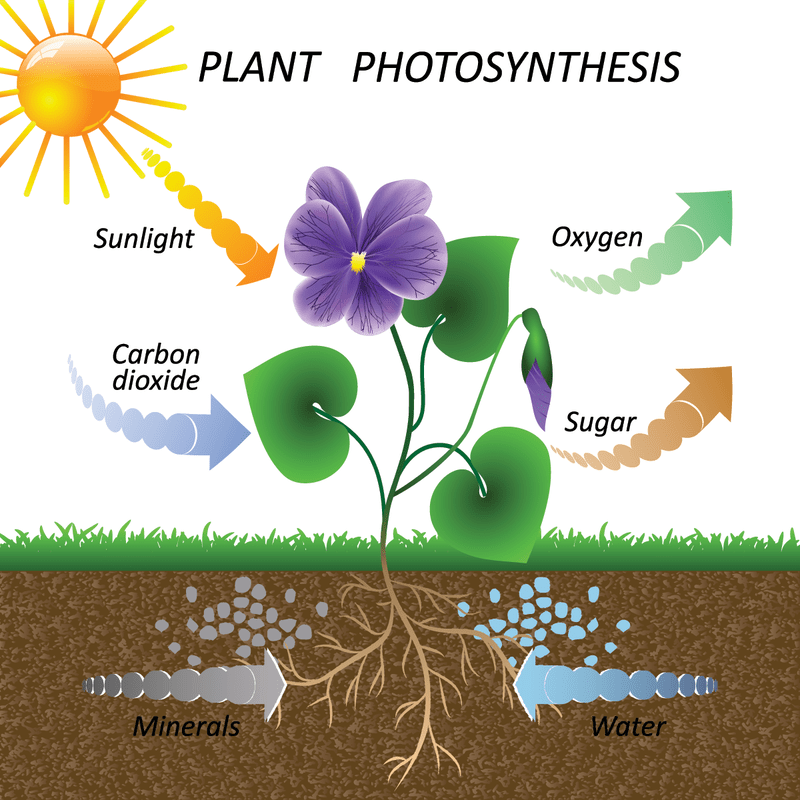 PLANT PHOTOSYNTHESIS
Sunlight
Oxygen
Carbon
dioxide
Sugar
Minerals
Water